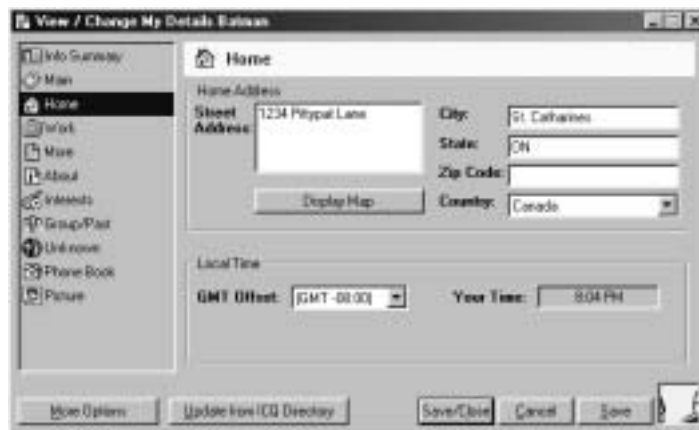 View / Change My Details Batman
Info Summary
Main
Home
Work
More
About
Interests
Group/Past
Unknown
Phone Book
Picture
Home
Home Address
Street Address:
1234 Pittypat Lane
Display Map
City: St. Catharines
State: ON
Zip Code:
Country: Canada
Local Time
GMT Offset: (GMT -08:00)
Your Time: 8:04 PM
More Options
Update from ICQ Directory
Save/Close
Cancel
Save